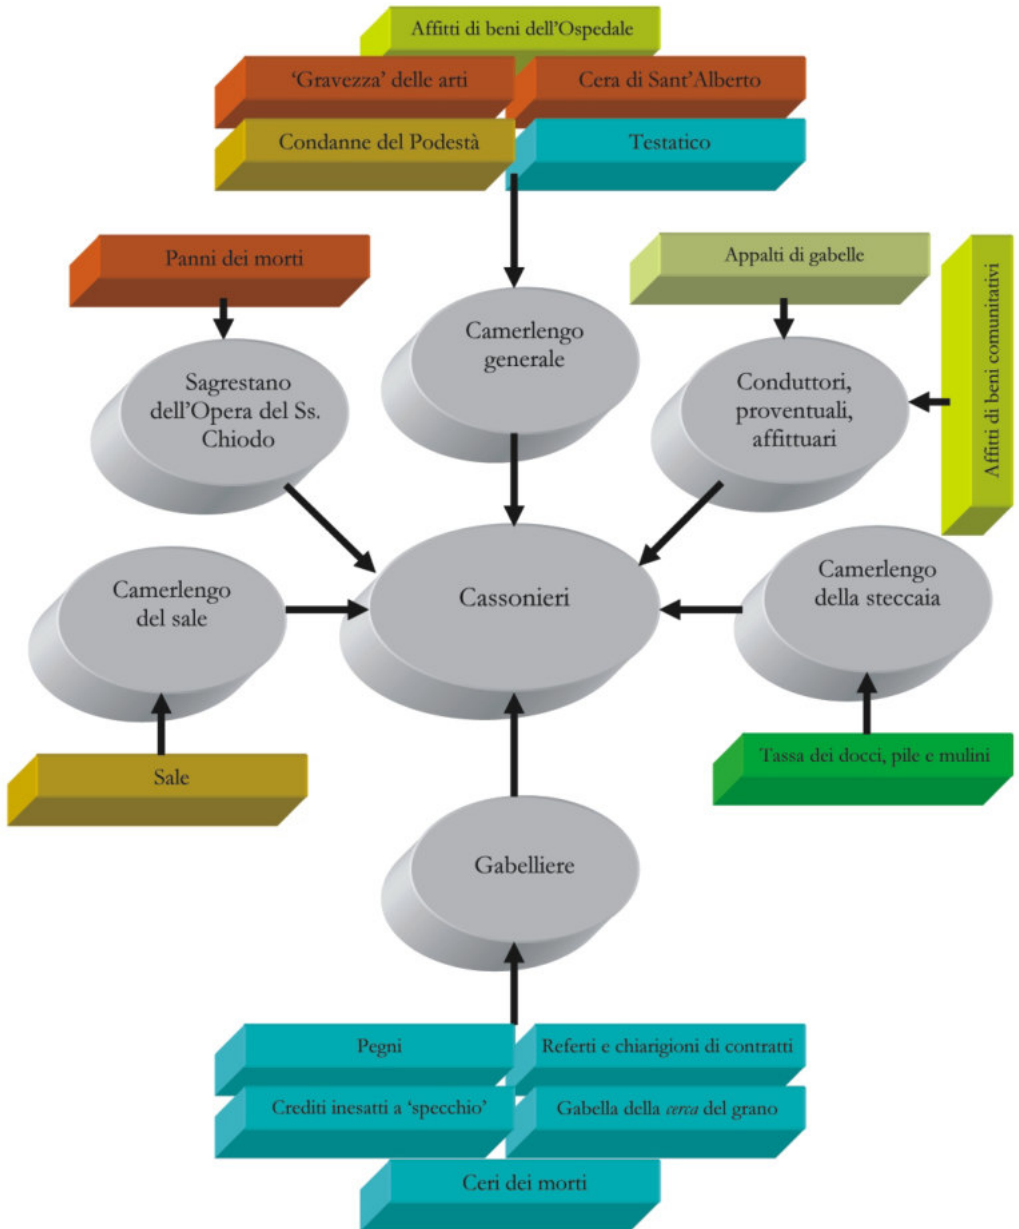 Affitti di beni dell'Ospedale
'Gravezza' delle arti
Cera di Sant'Alberto
Condanne del Podestà
Testatico
Panni dei morti
Appalti di gabelle
Affitti di beni comunitativi
Camerlengo
generale
Sagrestano
dell'Opera del Ss.
Chiodo
Conduttori,
proventuali,
affittuari
Camerlengo
del sale
Cassonieri
Camerlengo
della steccaia
Sale
Tassa dei docci, pile e mulini
Gabelliere
Pegni
Referti e chiarigioni di contratti
Crediti inesatti a 'specchio'
Gabella della cerca del grano
Ceri dei morti